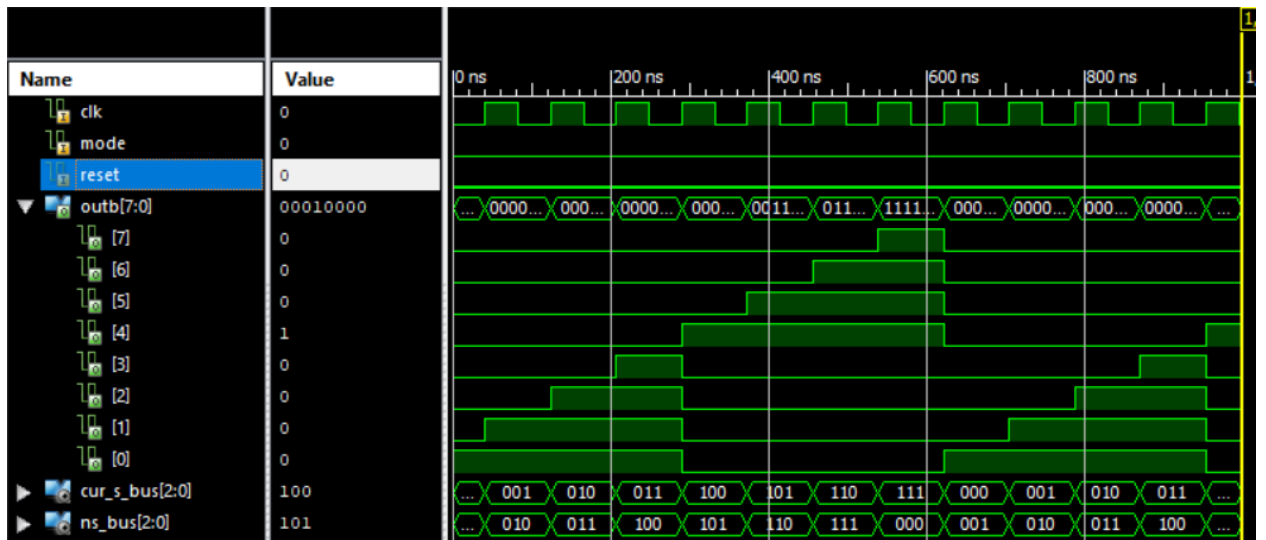 1,
Name Value 0 ns 200 ns 400 ns 600 ns 800 ns 1
clk 0
mode 0
reset 0
outb[7:0] 00010000 ... 0000... 000... 0000... 000... 0011... 011... 1111... 000... 0000... 000... 0000... ...
[7] 0
[6] 0
[5] 0
[4] 1
[3] 0
[2] 0
[1] 0
[0] 0
cur_s_bus[2:0] 100 ... 001 010 011 100 101 110 111 000 001 010 011 ...
ns_bus[2:0] 101 ... 010 011 100 101 110 111 000 001 010 011 100 ...